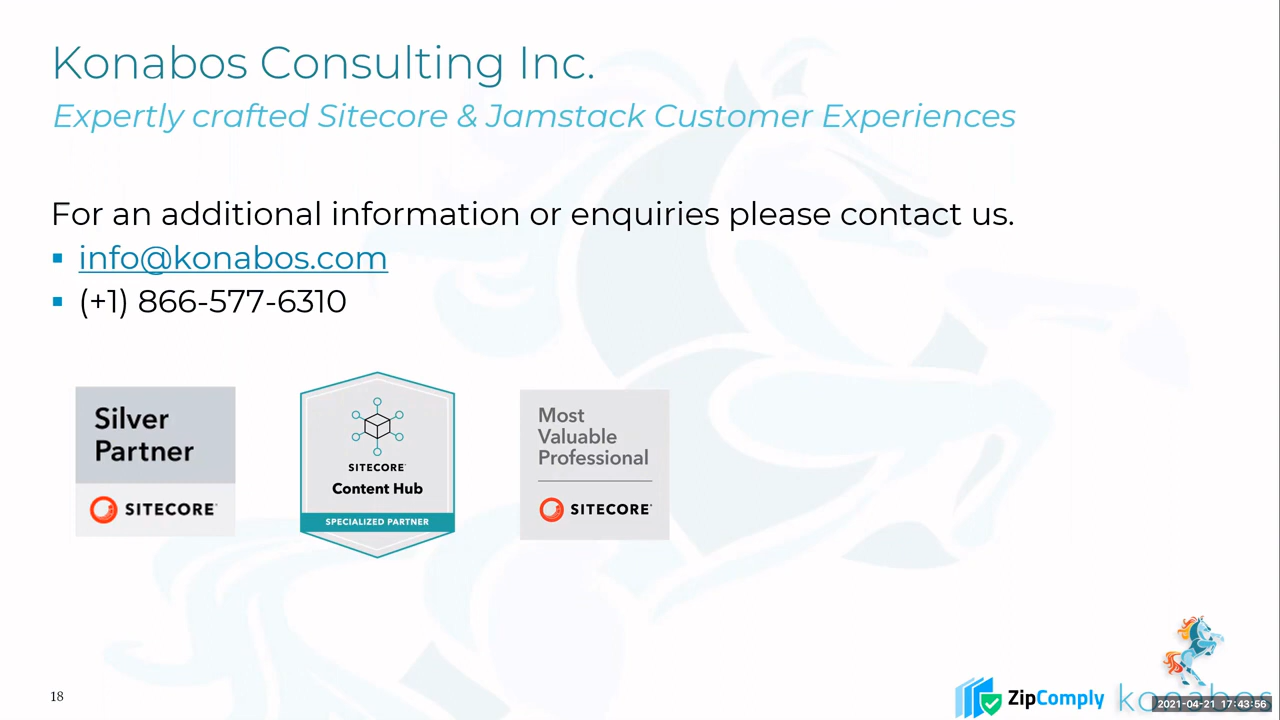 Konabos Consulting Inc.
Expertly crafted Sitecore & Jamstack Customer Experiences
For an additional information or enquiries please contact us.
info@konabos.com
(+1) 866-577-6310
Silver
Partner
SITECORE
SITECORE
Content Hub
SPECIALIZED PARTNER
Most
Valuable
Professional
SITECORE
18
ZipComply
konabos
2021-04-21 17:43:56